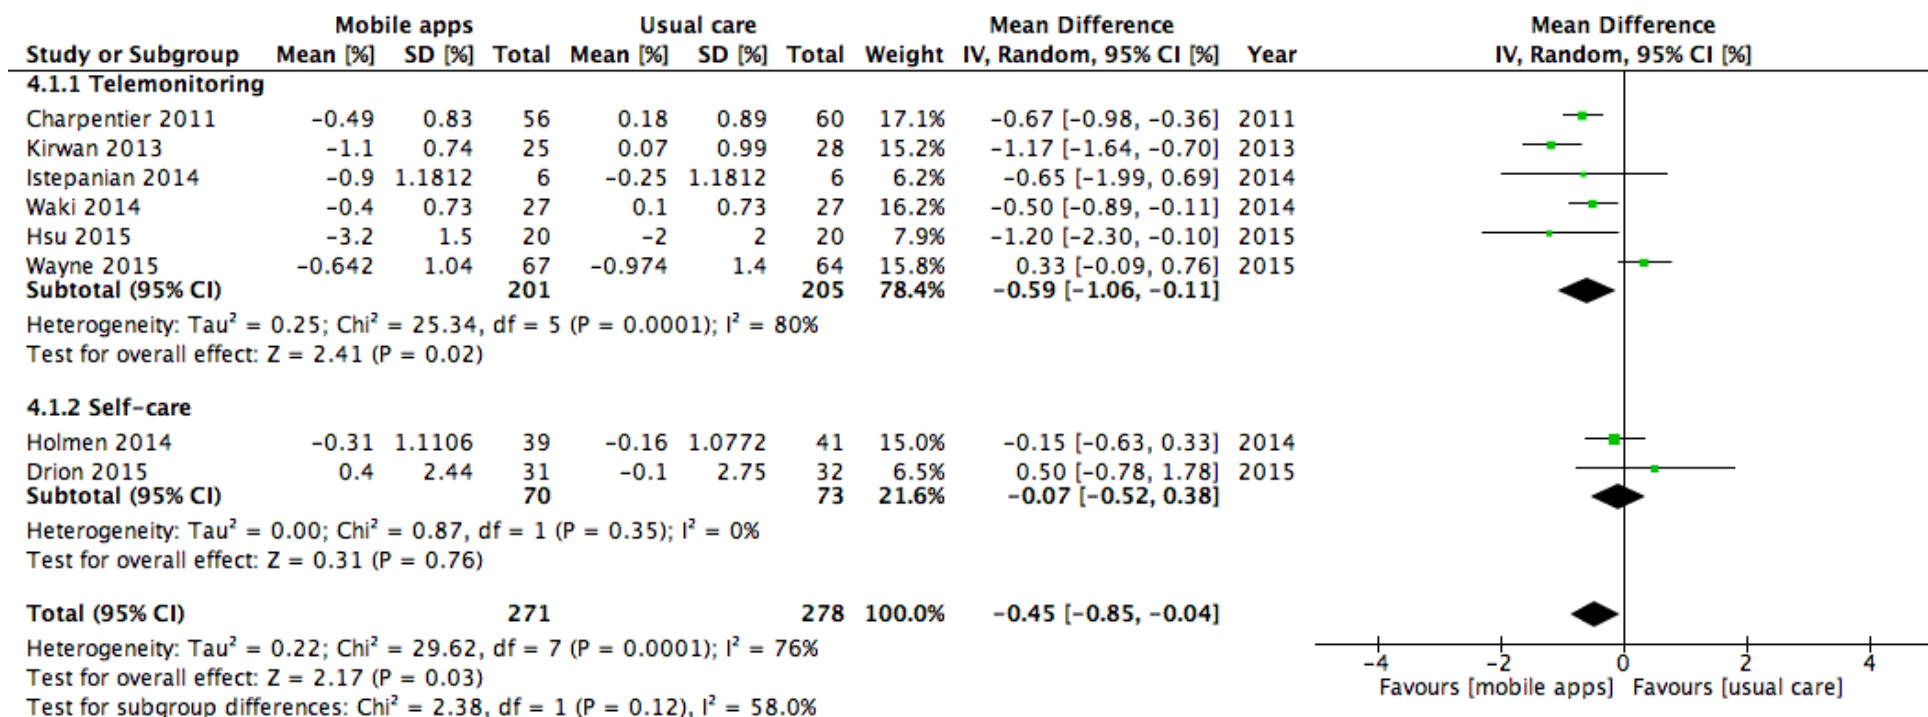 Mobile apps Usual care Mean Difference Mean Difference
Study or Subgroup Mean [%] SD [%] Total Mean [%] SD [%] Total Weight IV, Random, 95% CI [%] Year IV, Random, 95% CI [%]
4.1.1 Telemonitoring
Charpentier 2011 −0.49 0.83 56 0.18 0.89 60 17.1% −0.67 [−0.98, −0.36] 2011
Kirwan 2013 −1.1 0.74 25 0.07 0.99 28 15.2% −1.17 [−1.64, −0.70] 2013
Istepanian 2014 −0.9 1.1812 6 −0.25 1.1812 6 6.2% −0.65 [−1.99, 0.69] 2014
Waki 2014 −0.4 0.73 27 0.1 0.73 27 16.2% −0.50 [−0.89, −0.11] 2014
Hsu 2015 −3.2 1.5 20 −2 2 20 7.9% −1.20 [−2.30, −0.10] 2015
Wayne 2015 −0.642 1.04 67 −0.974 1.4 64 15.8% 0.33 [−0.09, 0.76] 2015
Subtotal (95% CI) 201 205 78.4% −0.59 [−1.06, −0.11]
Heterogeneity: Tau² = 0.25; Chi² = 25.34, df = 5 (P = 0.0001); I² = 80%
Test for overall effect: Z = 2.41 (P = 0.02)
4.1.2 Self−care
Holmen 2014 −0.31 1.1106 39 −0.16 1.0772 41 15.0% −0.15 [−0.63, 0.33] 2014
Drion 2015 0.4 2.44 31 −0.1 2.75 32 6.5% 0.50 [−0.78, 1.78] 2015
Subtotal (95% CI) 70 73 21.6% −0.07 [−0.52, 0.38]
Heterogeneity: Tau² = 0.00; Chi² = 0.87, df = 1 (P = 0.35); I² = 0%
Test for overall effect: Z = 0.31 (P = 0.76)
Total (95% CI) 271 278 100.0% −0.45 [−0.85, −0.04]
Heterogeneity: Tau² = 0.22; Chi² = 29.62, df = 7 (P = 0.0001); I² = 76%
Test for overall effect: Z = 2.17 (P = 0.03)
Test for subgroup differences: Chi² = 2.38, df = 1 (P = 0.12), I² = 58.0%
−4 −2 0 2 4
Favours [mobile apps] Favours [usual care]